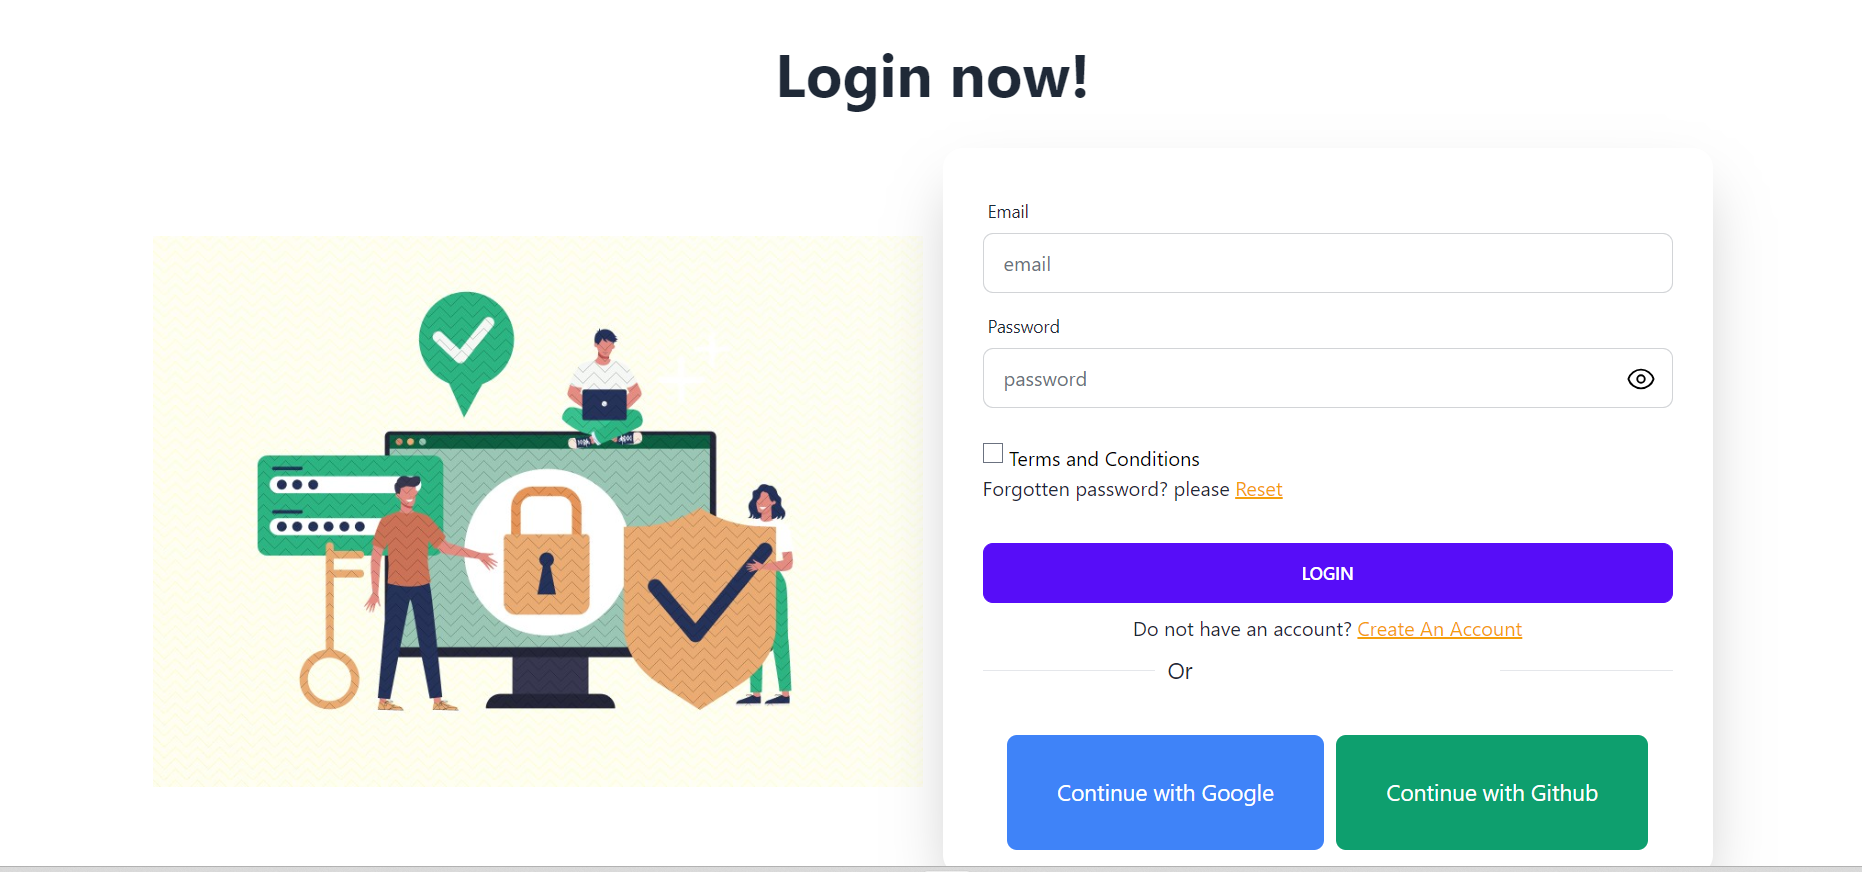 Login now!
Email
email
Password
password
Terms and Conditions
Forgotten password? please Reset
LOGIN
Do not have an account? Create An Account
Or
Continue with Google
Continue with Github